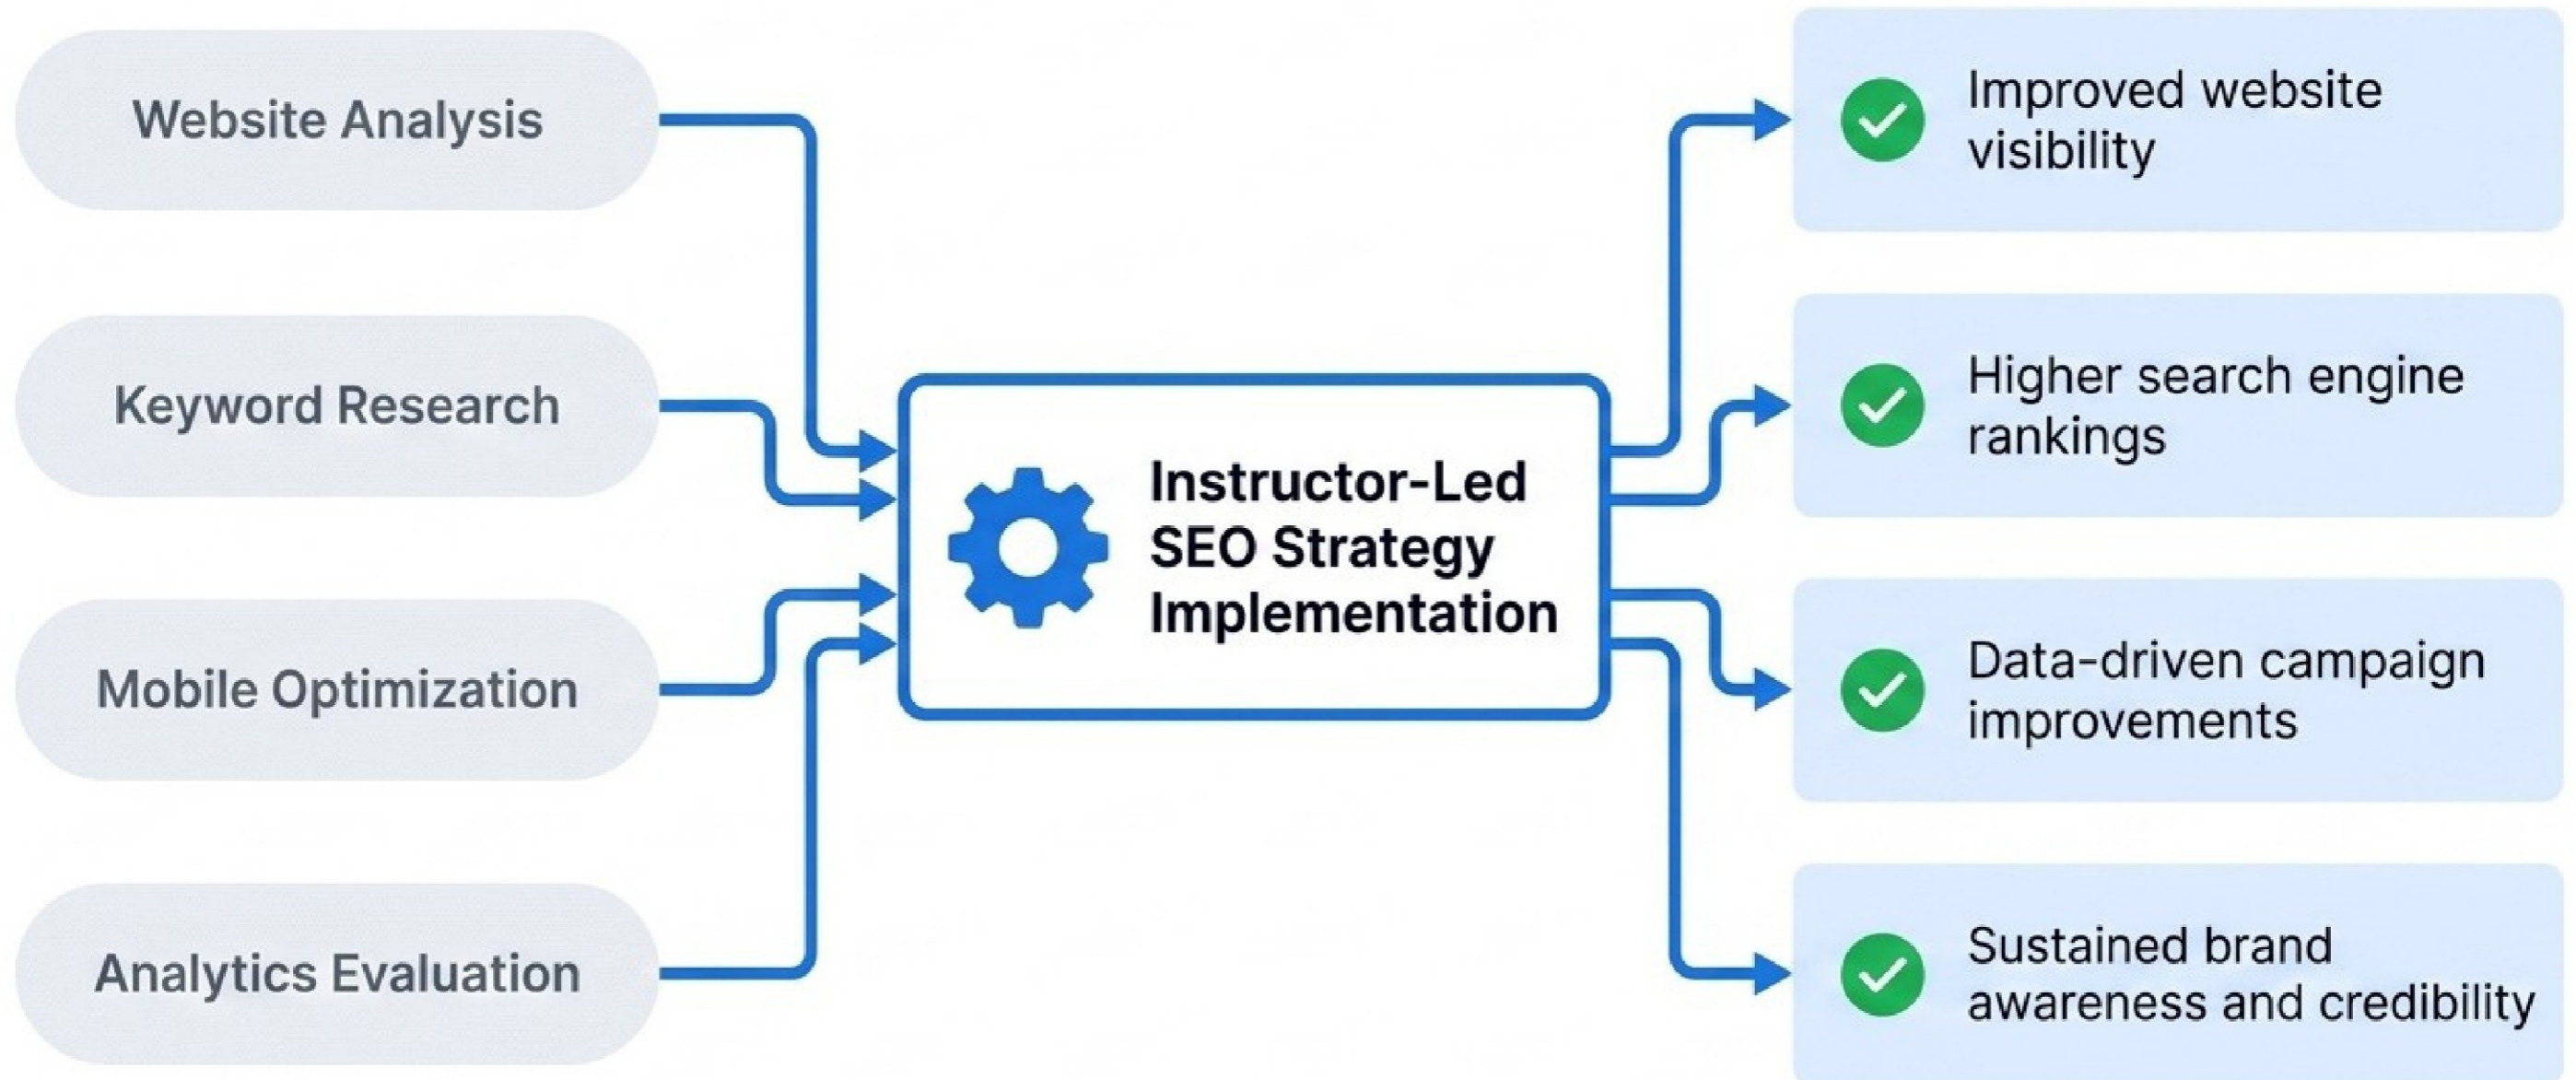 Website Analysis
Keyword Research
Mobile Optimization
Analytics Evaluation
Instructor-Led
SEO Strategy
Implementation
Improved website
visibility
Higher search engine
rankings
Data-driven campaign
improvements
Sustained brand
awareness and credibility